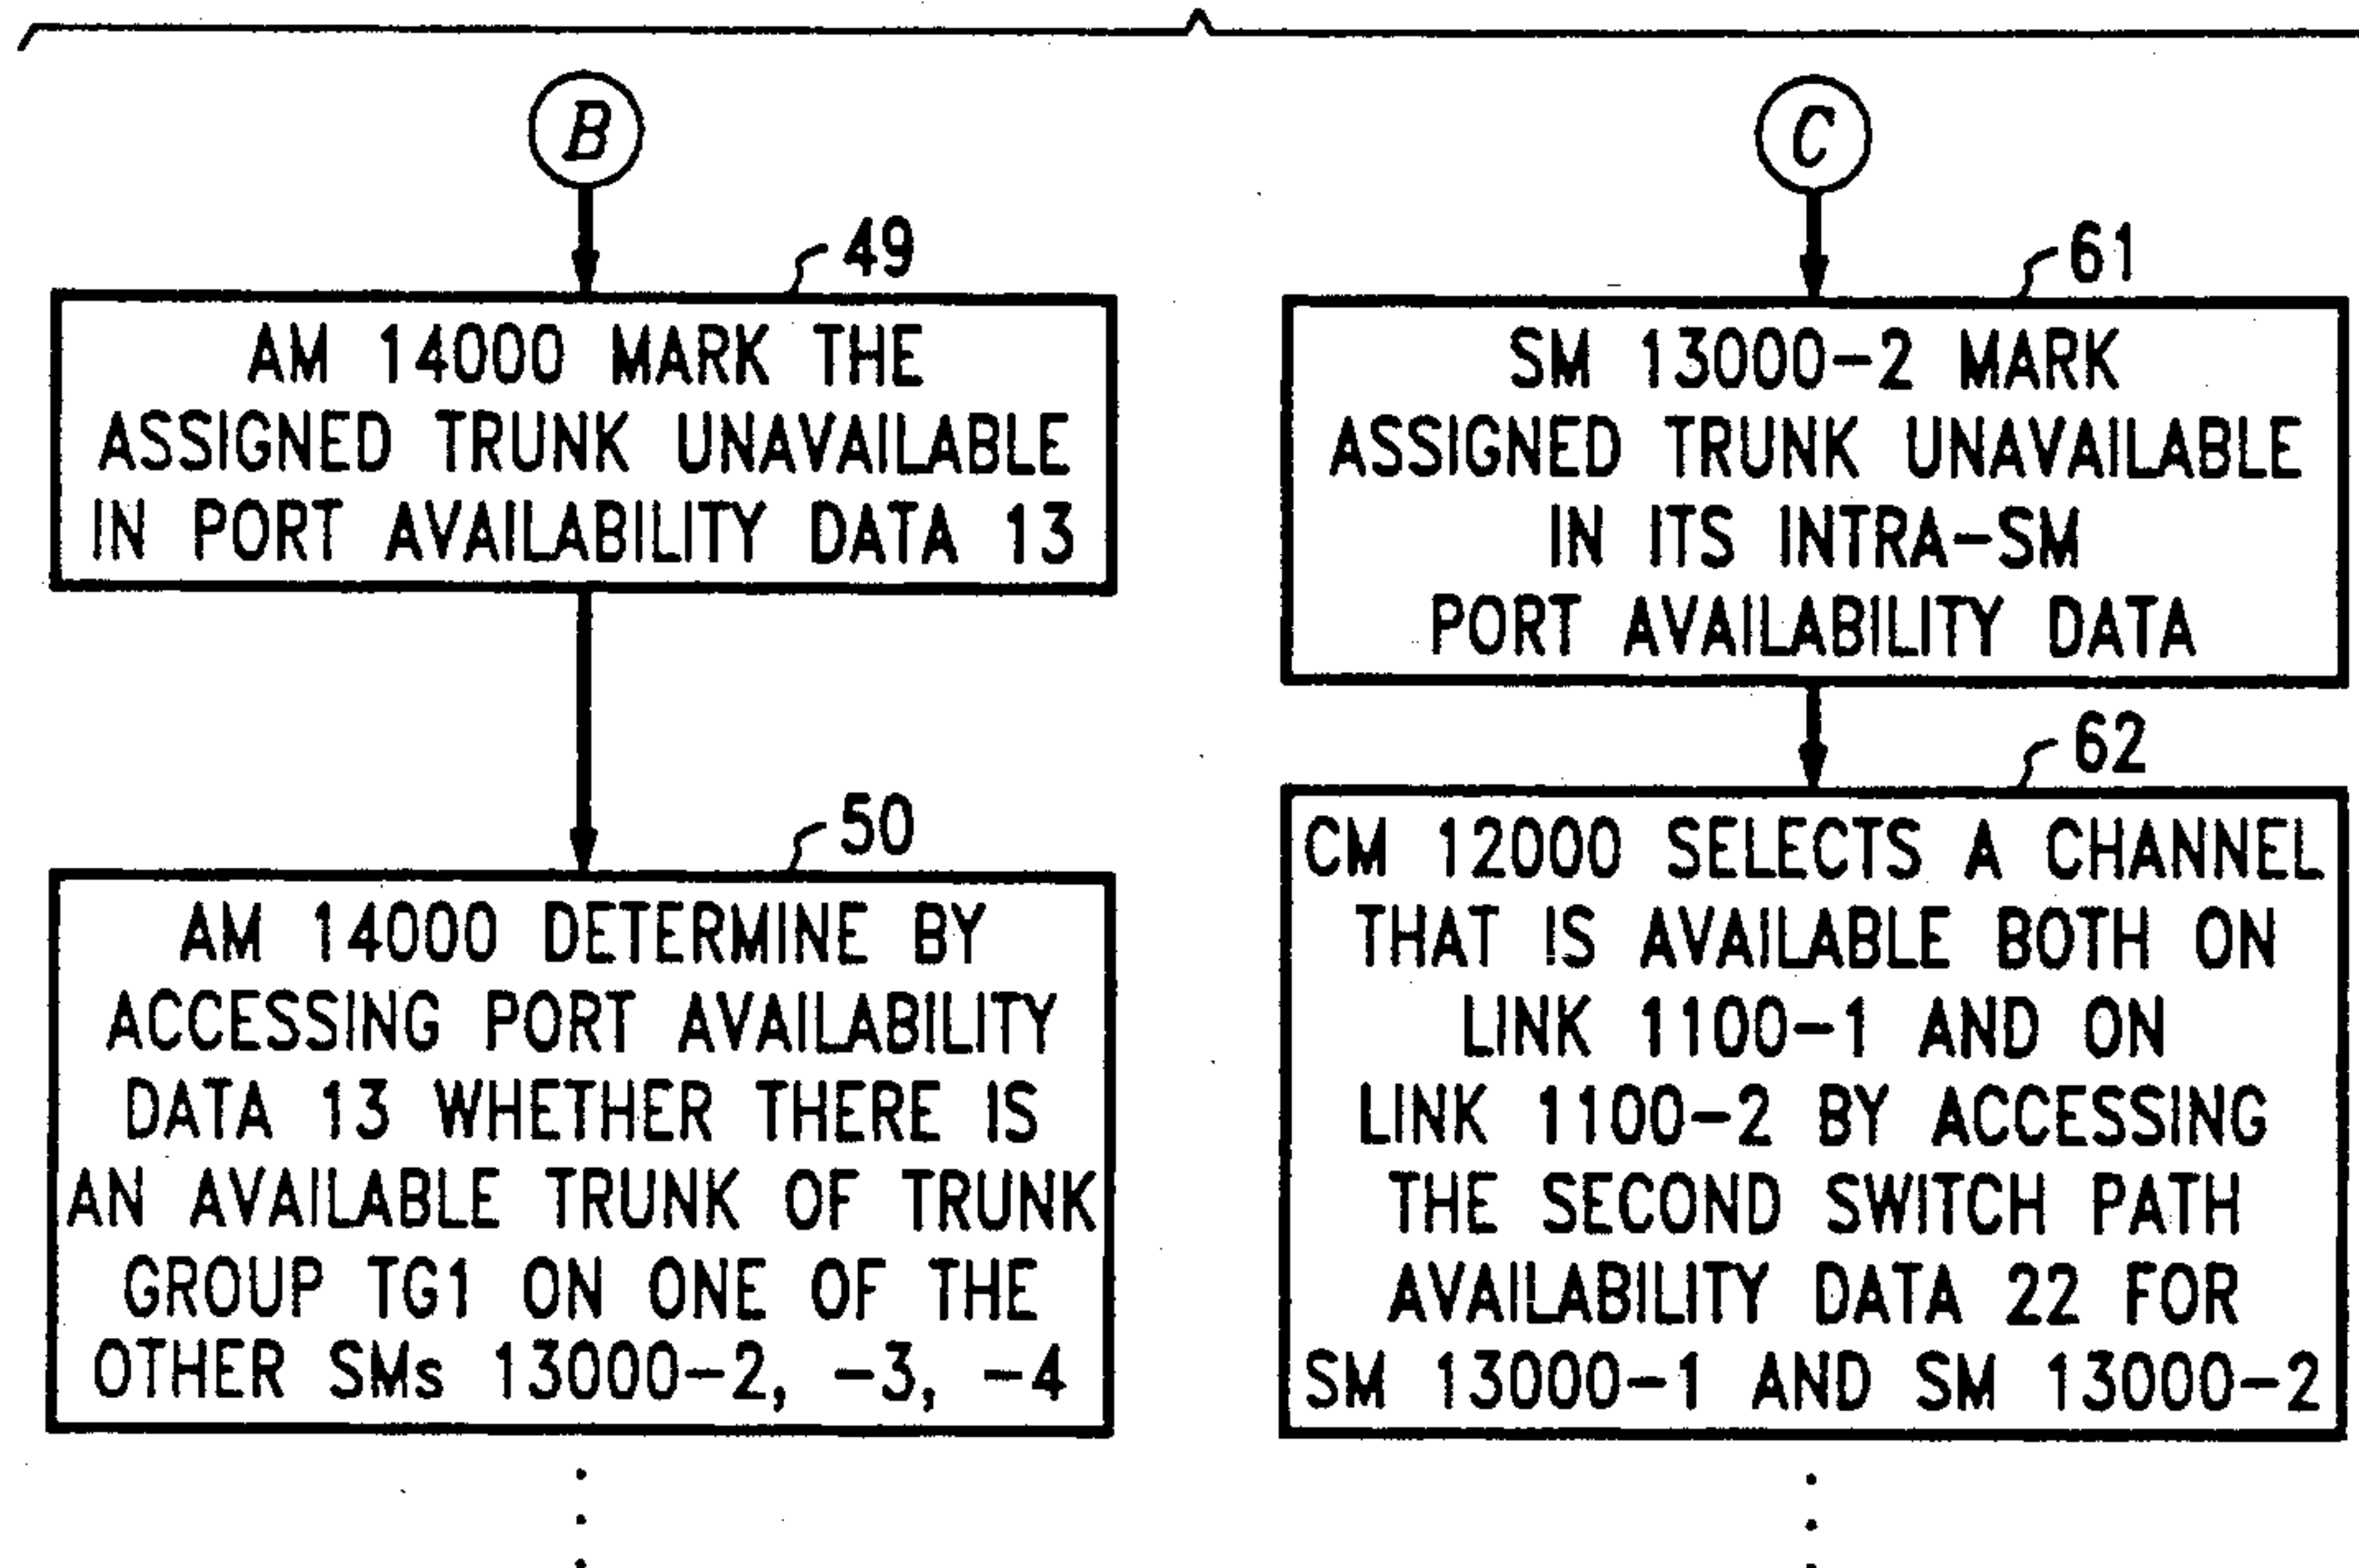 B
49
AM 14000 MARK THE
ASSIGNED TRUNK UNAVAILABLE
IN PORT AVAILABILITY DATA 13
50
AM 14000 DETERMINE BY
ACCESSING PORT AVAILABILITY
DATA 13 WHETHER THERE IS
AN AVAILABLE TRUNK OF TRUNK
GROUP TG1 ON ONE OF THE
OTHER SMs 13000-2, -3, -4
C
61
SM 13000-2 MARK
ASSIGNED TRUNK UNAVAILABLE
IN ITS INTRA-SM
PORT AVAILABILITY DATA
62
CM 12000 SELECTS A CHANNEL
THAT IS AVAILABLE BOTH ON
LINK 1100-1 AND ON
LINK 1100-2 BY ACCESSING
THE SECOND SWITCH PATH
AVAILABILITY DATA 22 FOR
SM 13000-1 AND SM 13000-2